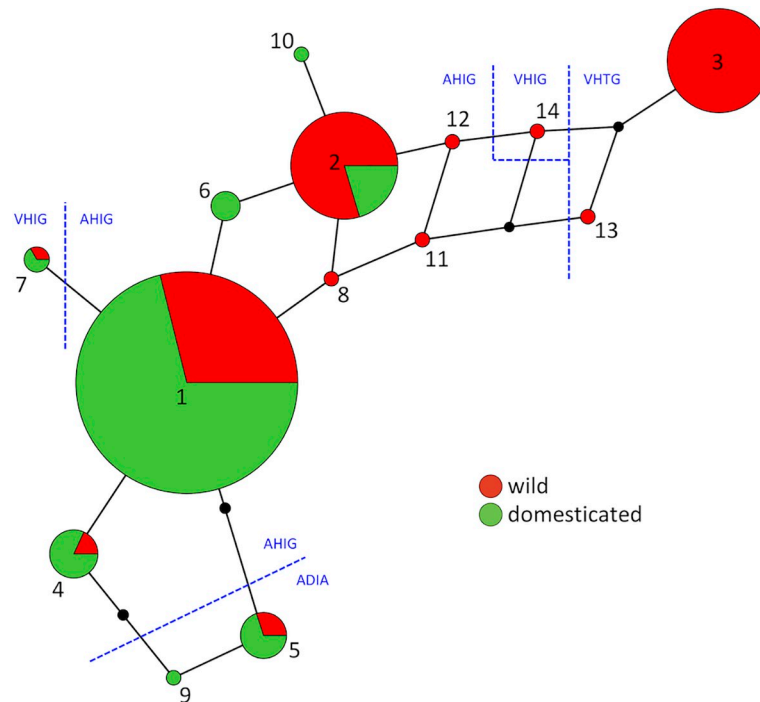 10
3
AHIG
VHIG
VHTG
12
14
2
6
VHIG
AHIG
13
11
7
8
1
wild
domesticated
AHIG
4
ADIA
5
9